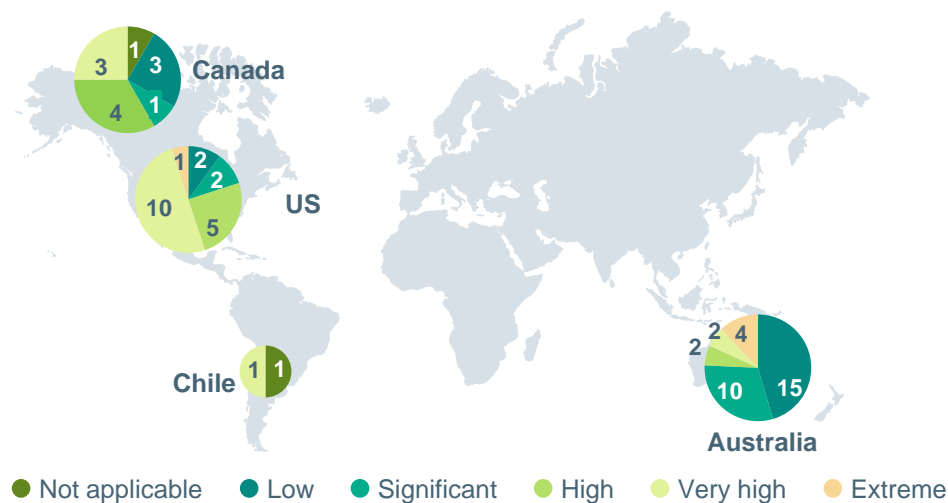 1
3
3
Canada
1
4
1
2
2
US
10
5
2
4
2
1
1
Chile
10
15
Australia
Not applicable
Low
Significant
High
Very high
Extreme